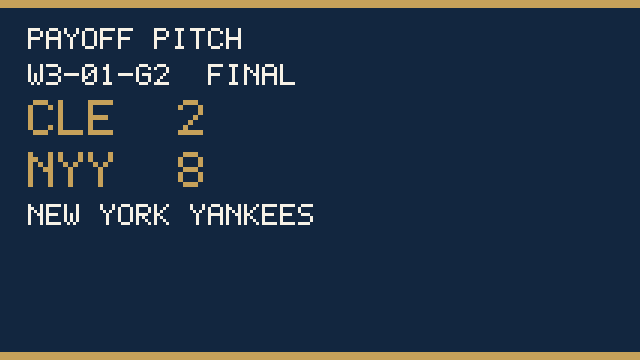 PAYOFF PITCH
W3-01-G2  FINAL
CLE  2
NYY  8
NEW YORK YANKEES